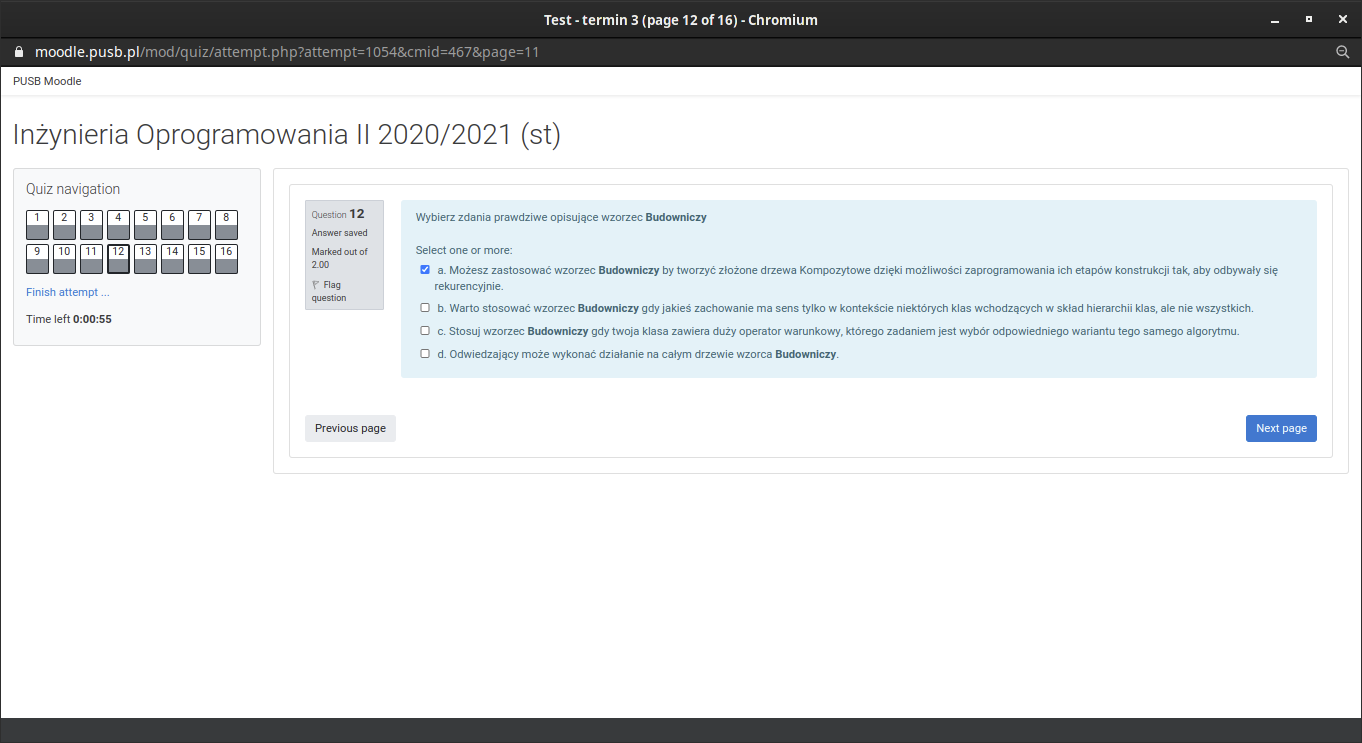 Test - termin 3 (page 12 of 16) - Chromium
moodle.pusb.pl/mod/quiz/attempt.php?attempt=1054&cmid=467&page=11
PUSB Moodle
Inżynieria Oprogramowania II 2020/2021 (st)
Quiz navigation
1 2 3 4 5 6 7 8
9 10 11 12 13 14 15 16
Finish attempt ...
Time left 0:00:55
Question 12
Answer saved
Marked out of
2.00
Flag
question
Wybierz zdania prawdziwe opisujące wzorzec Budowniczy
Select one or more:
a. Możesz zastosować wzorzec Budowniczy by tworzyć złożone drzewa Kompozytowe dzięki możliwości zaprogramowania ich etapów konstrukcji tak, aby odbywały się
rekurencyjnie.
b. Warto stosować wzorzec Budowniczy gdy jakieś zachowanie ma sens tylko w kontekście niektórych klas wchodzących w skład hierarchii klas, ale nie wszystkich.
c. Stosuj wzorzec Budowniczy gdy twoja klasa zawiera duży operator warunkowy, którego zadaniem jest wybór odpowiedniego wariantu tego samego algorytmu.
d. Odwiedzający może wykonać działanie na całym drzewie wzorca Budowniczy.
Previous page
Next page